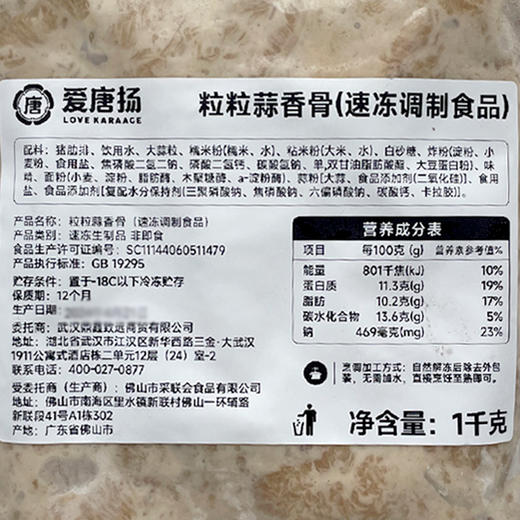 唐 爱唐扬
LOVE KARAAGE
粒粒蒜香骨(速冻调制食品)
配料：猪肋排、饮用水、大蒜粒、糯米粉(糯米、水)、粘米粉(大米、水)、白砂糖、炸粉(淀粉、小
麦粉、食用盐、焦磷酸二氢二钠、磷酸二氢钙、碳酸氢钠、单,双甘油脂肪酸酯、大豆蛋白粉)、味
精、面粉(小麦、淀粉、脂肪酶、木聚糖酶、a-淀粉酶)、蒜粉(大蒜、食品添加剂(二氧化硅)]、食用
盐、食品添加剂[复配水分保持剂(三聚磷酸钠、焦磷酸钠、六偏磷酸钠、碳酸钙、卡拉胶)]。
产品名称：粒粒蒜香骨（速冻调制食品）
产品类别：速冻生制品 非即食
食品生产许可证编号：SC11144060511479
产品执行标准：GB 19295
贮存条件：置于-18C以下冷冻贮存
保质期：12个月
生产日期
委托商：武汉鼎鑫致远商贸有限公司
地址：湖北省武汉市江汉区新华西路三金·大武汉
1911公寓式酒店栋二单元12层（24）室-2
联系方式：400-027-0877
受委托商（生产商）：佛山市采联会食品有限公司
地址：佛山市南海区里水镇新联村佛山一环辅路
新联段41号A1栋302
产地：广东省佛山市
营养成分表
项目 每100克(g) 营养素参考值%
能量 801千焦(kJ) 10%
蛋白质 11.3克(g) 19%
脂肪 10.2克(g) 17%
碳水化合物 13.6克(g) 5%
钠 469毫克(mg) 23%
烹调加工方式：自然解冻后除去外包
装，无需加水，直接烹饪至熟即可。
净含量：1千克